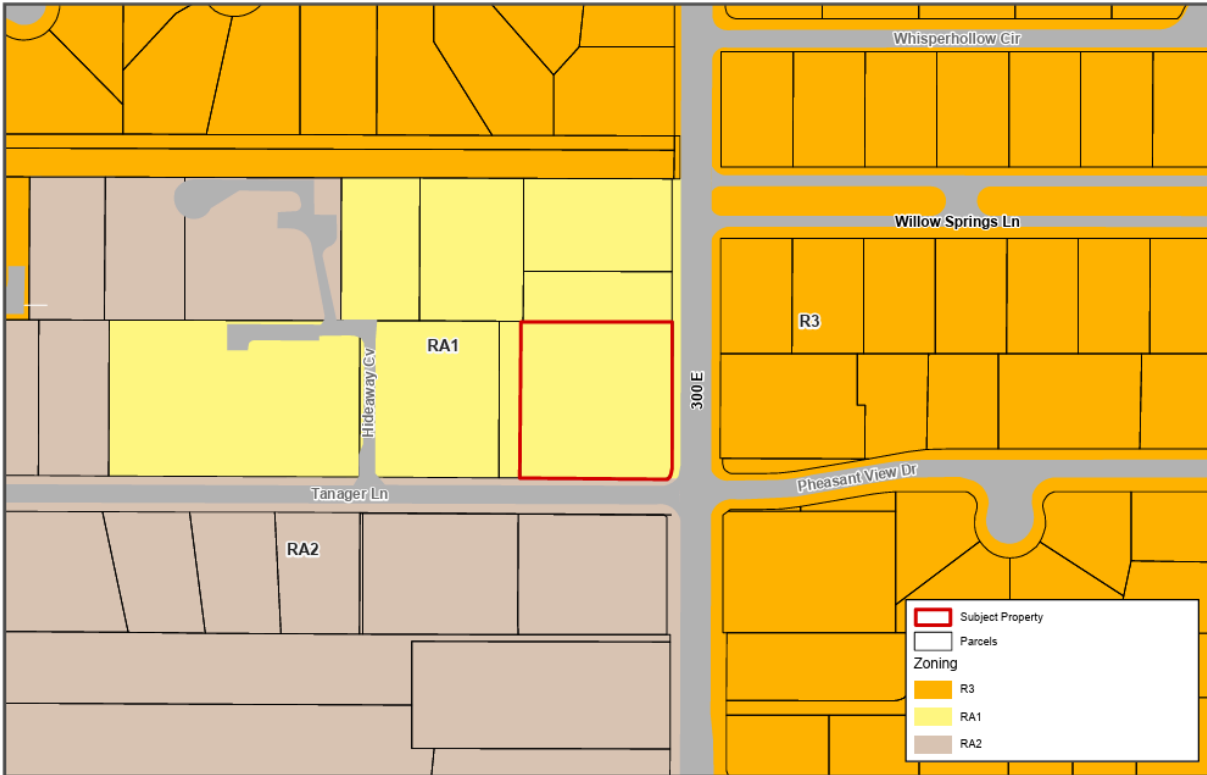 Whisperhollow Cir
Willow Springs Ln
R3
RA1
Hideaway Cv
300 E
Pheasant View Dr
Tanager Ln
RA2
Subject Property
Parcels
Zoning
R3
RA1
RA2